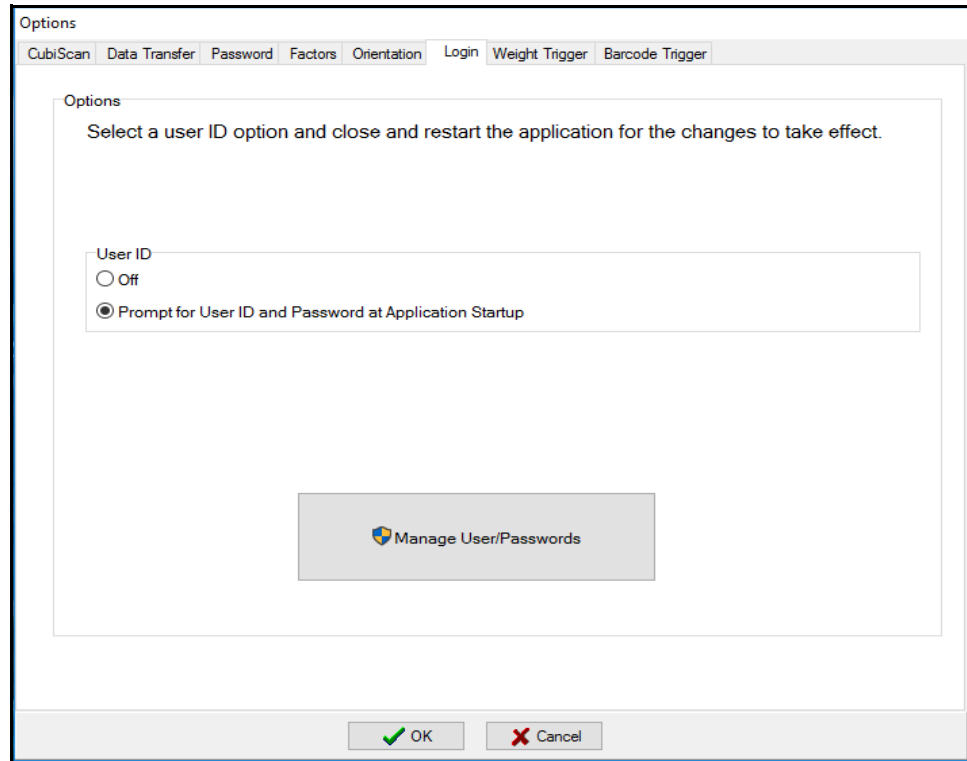 Options
CubiScan Data Transfer Password Factors Orientation Login Weight Trigger Barcode Trigger
Options
Select a user ID option and close and restart the application for the changes to take effect.
User ID
Off
Prompt for User ID and Password at Application Startup
Manage User/Passwords
OK Cancel